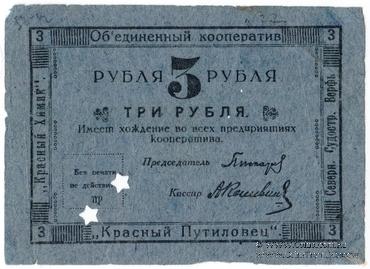 3 Об'единенный кооператив 3
РУБЛЯ 3 РУБЛЯ
ТРИ РУБЛЯ.
Имеет хождение во всех предприятиях
кооператива.
Председатель
Без печати
не действит.
пр
Кассир
3 „Красный Путиловец“ 3
„Красный Химик“
Северн. Судостр. Верфь